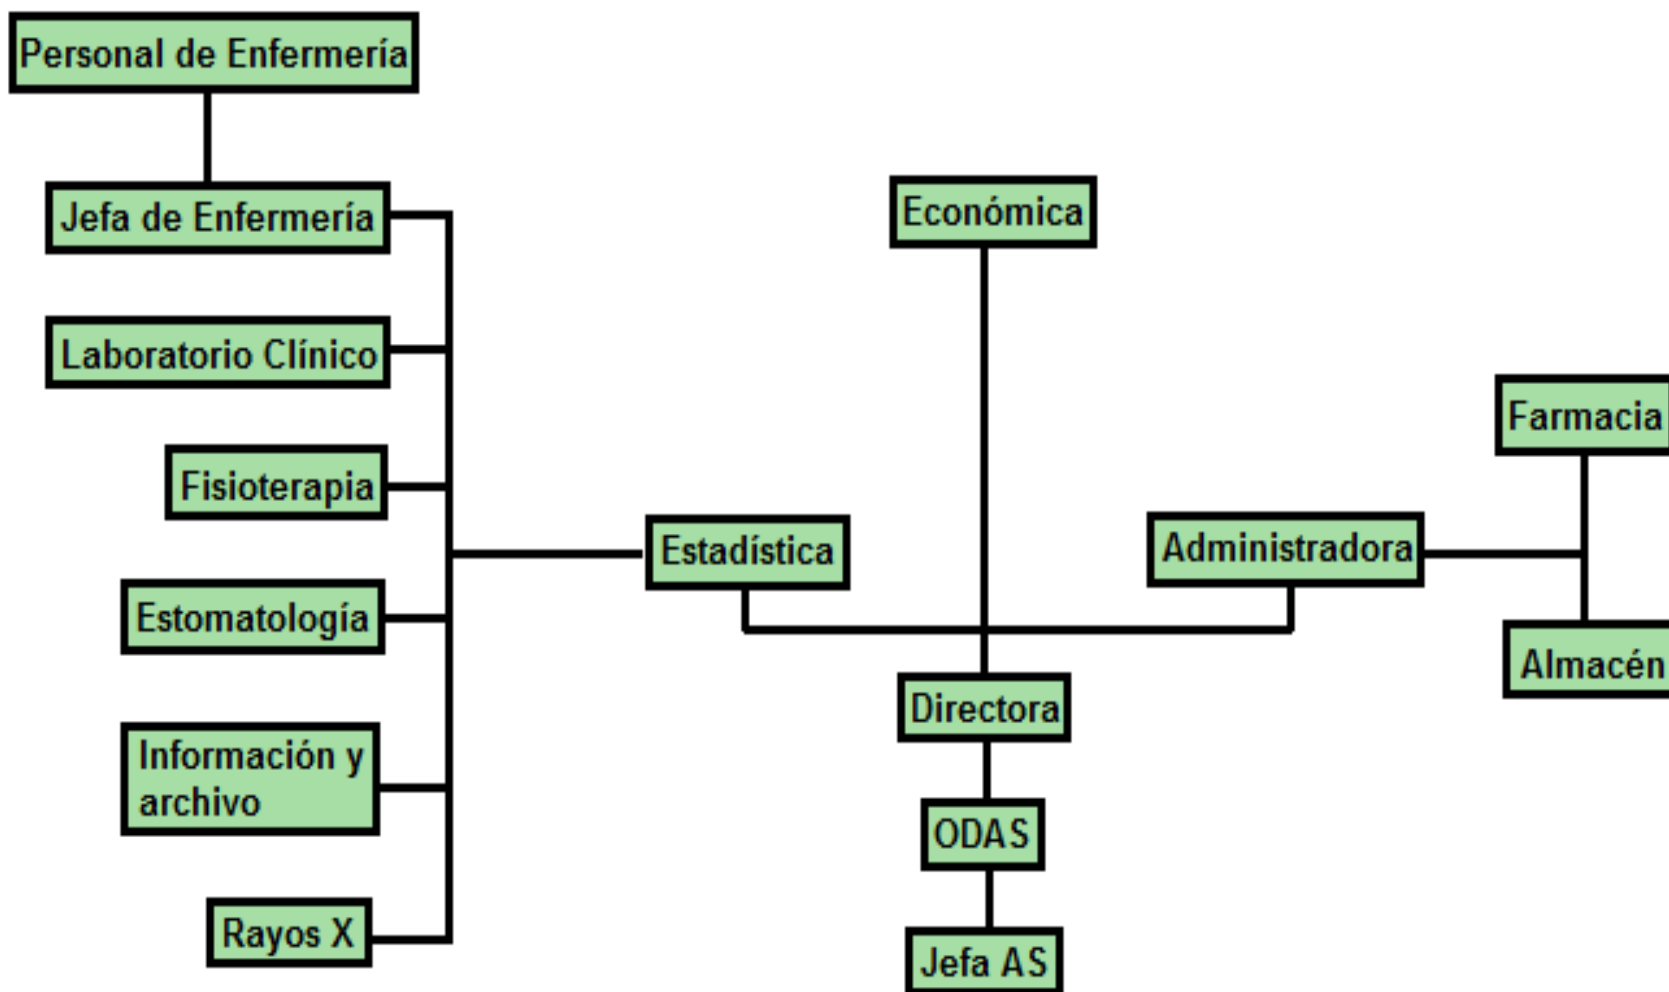 Personal de Enfermería
Jefa de Enfermería
Económica
Laboratorio Clínico
Farmacia
Fisioterapia
Estadística
Administradora
Estomatología
Almacén
Directora
Información y
archivo
ODAS
Rayos X
Jefa AS